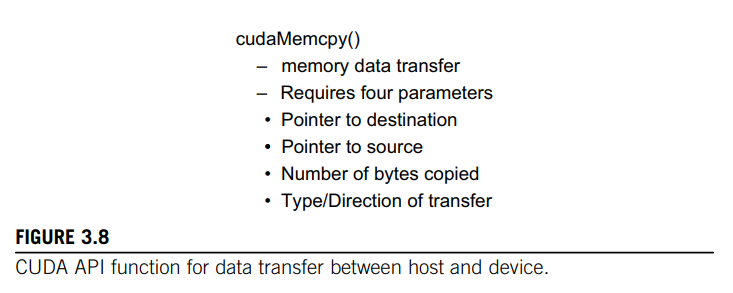 cudaMemcpy()
– memory data transfer
– Requires four parameters
• Pointer to destination
• Pointer to source
• Number of bytes copied
• Type/Direction of transfer
FIGURE 3.8
CUDA API function for data transfer between host and device.